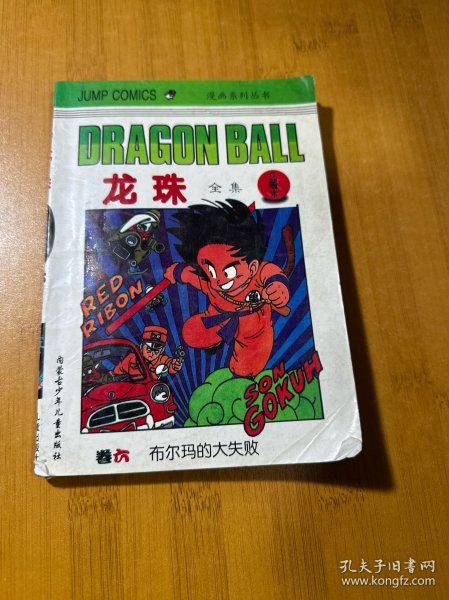 JUMP COMICS 漫画系列丛书
DRAGON BALL
龙珠 全集
RED
RIBON
SON
GOKUH
内蒙古少年儿童出版社
卷六 布尔玛的大失败
孔夫子旧书网
www.kongfz.com